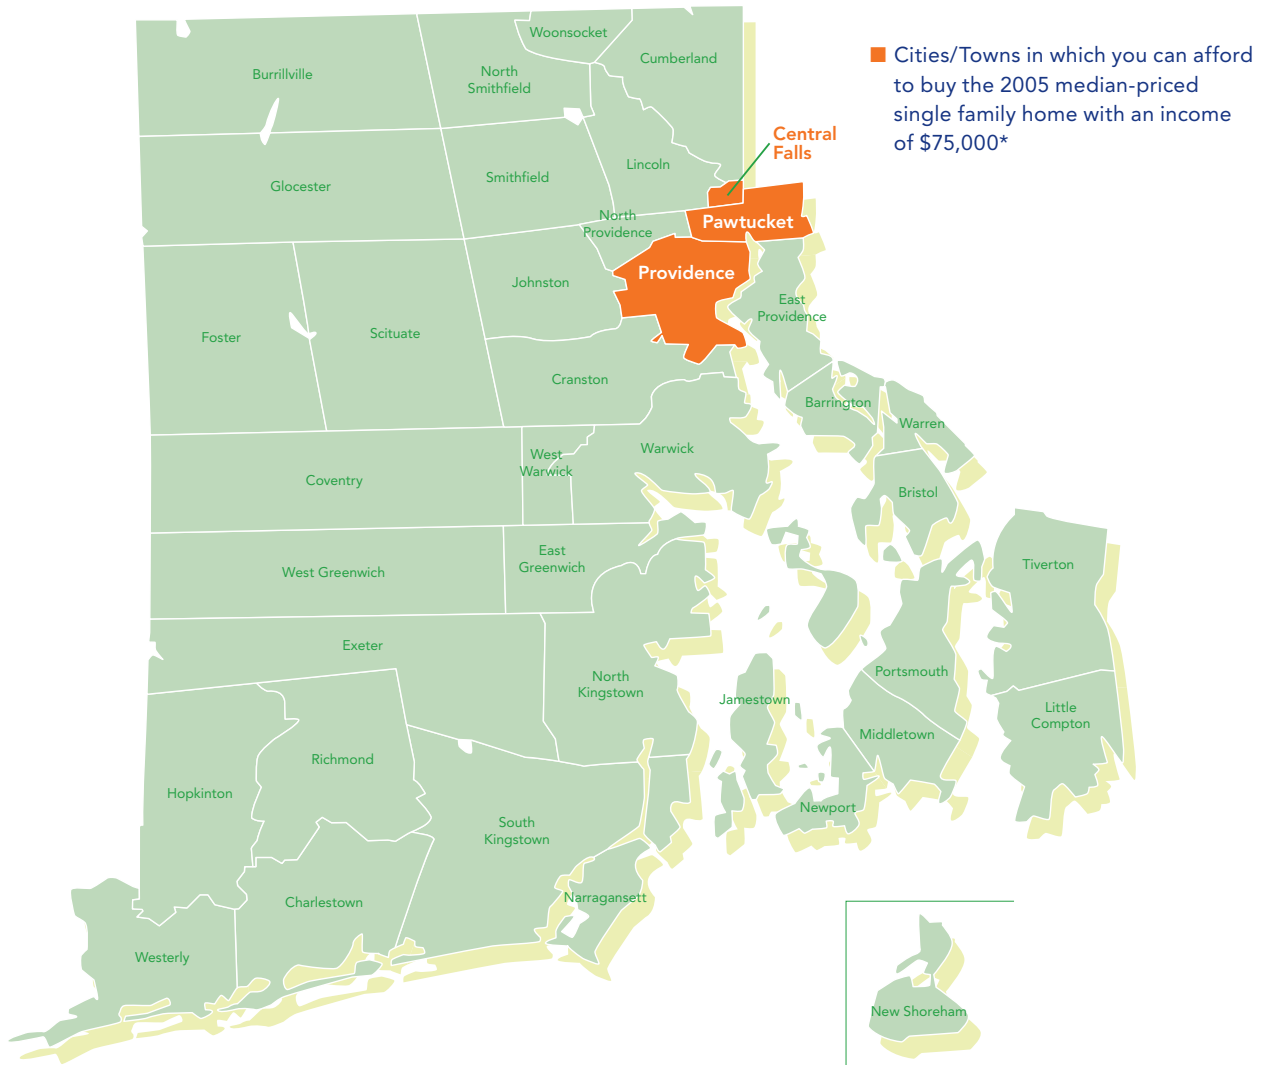 Woonsocket
Cumberland
Burrillville
North
Smithfield
Cities/Towns in which you can afford
to buy the 2005 median-priced
single family home with an income
of $75,000*
Central
Falls
Lincoln
Smithfield
Glocester
North
Providence
Pawtucket
Providence
Johnston
East
Providence
Foster
Scituate
Cranston
Barrington
Warren
Warwick
West
Warwick
Coventry
Bristol
East
Greenwich
West Greenwich
Tiverton
Exeter
Portsmouth
North
Kingstown
Jamestown
Little
Compton
Middletown
Richmond
Hopkinton
Newport
South
Kingstown
Narragansett
Charlestown
Westerly
New Shoreham